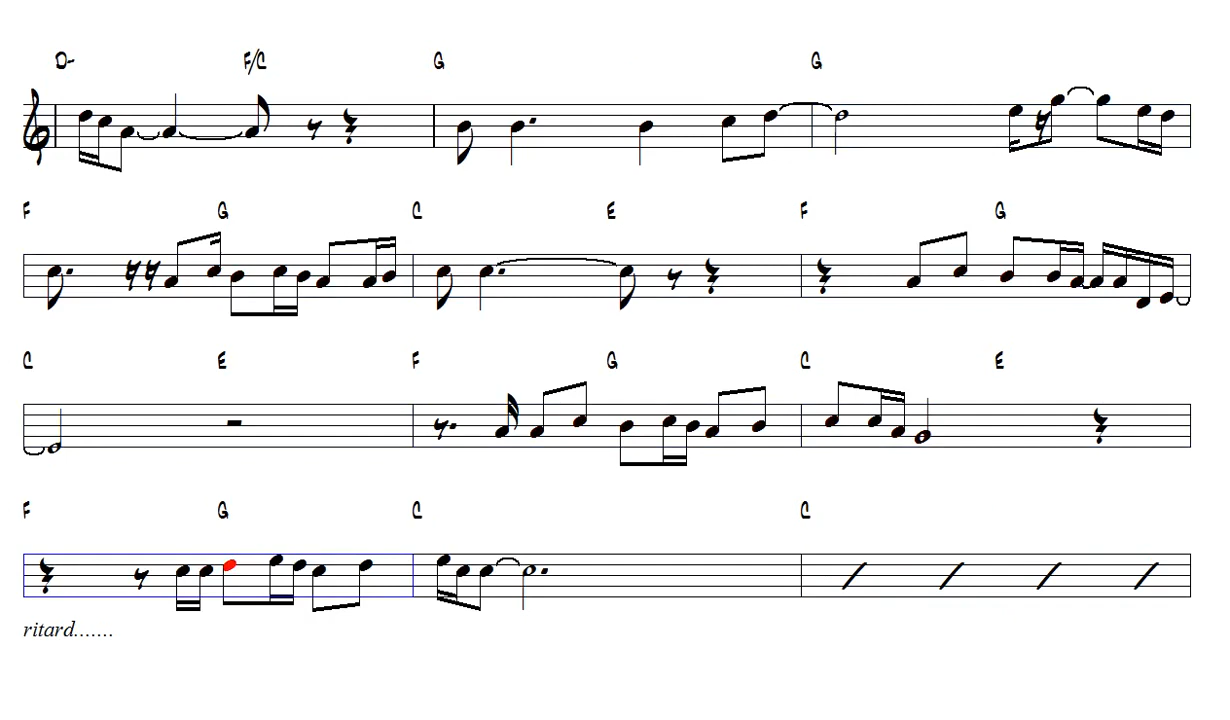 D- F/C G G
F G C E F G
C E F G C E
F G C C
ritard.......